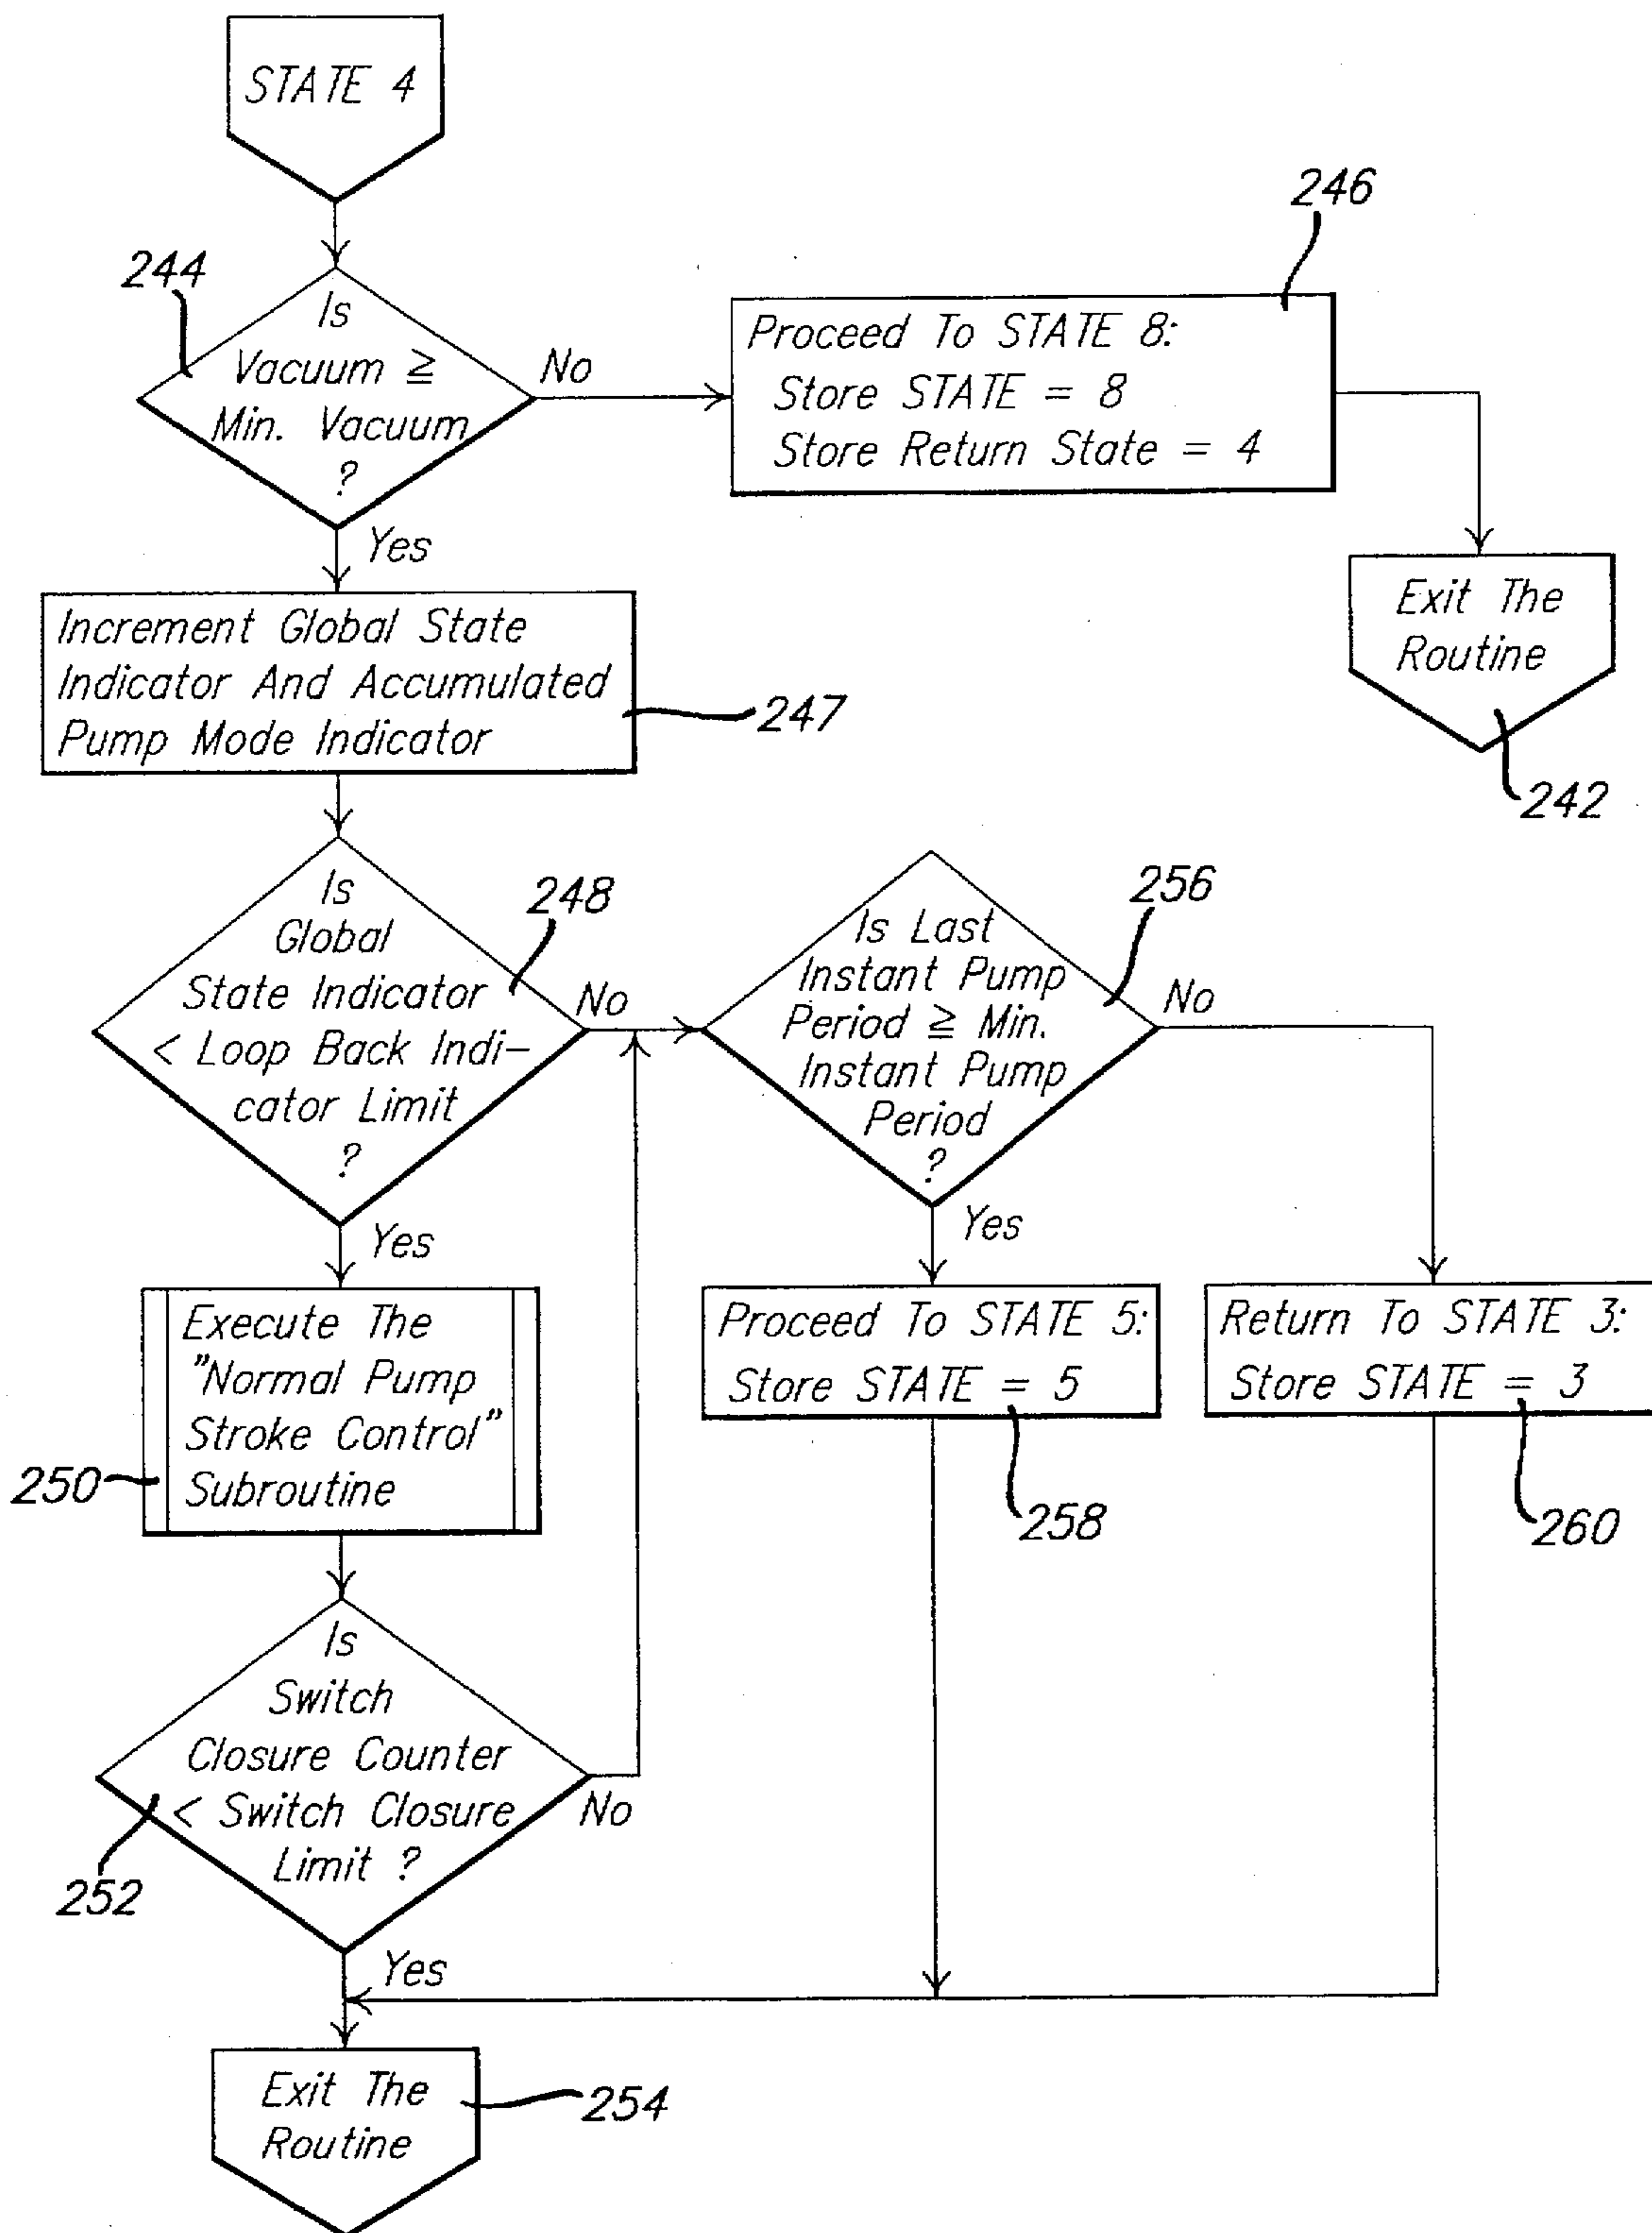 STATE 4
244
Is
Vacuum ≧
Min. Vacuum
?
No
Yes
246
Proceed To STATE 8:
Store STATE = 8
Store Return State = 4
Exit The
Routine
242
Increment Global State
Indicator And Accumulated
Pump Mode Indicator
247
Is
Global
State Indicator
< Loop Back Indi-
cator Limit
?
248
No
Yes
256
Is Last
Instant Pump
Period ≧ Min.
Instant Pump
Period
?
No
Yes
Execute The
"Normal Pump
Stroke Control"
Subroutine
250
Proceed To STATE 5:
Store STATE = 5
258
Return To STATE 3:
Store STATE = 3
260
Is
Switch
Closure Counter
< Switch Closure
Limit ?
252
No
Yes
Exit The
Routine
254